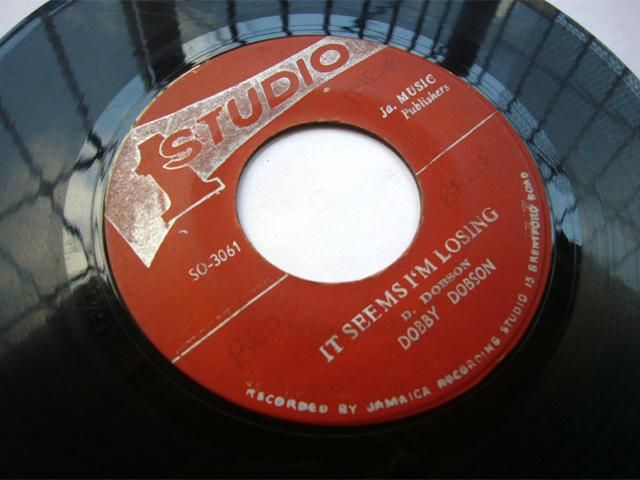 1 STUDIO
Ja. MUSIC
Publishers
SO-3061
BELLE
IT SEEMS I'M LOSING
D. DOBSON
DOBBY DOBSON
RECORDED BY JAMAICA RECORDING STUDIO 13 BRENTFORD ROAD